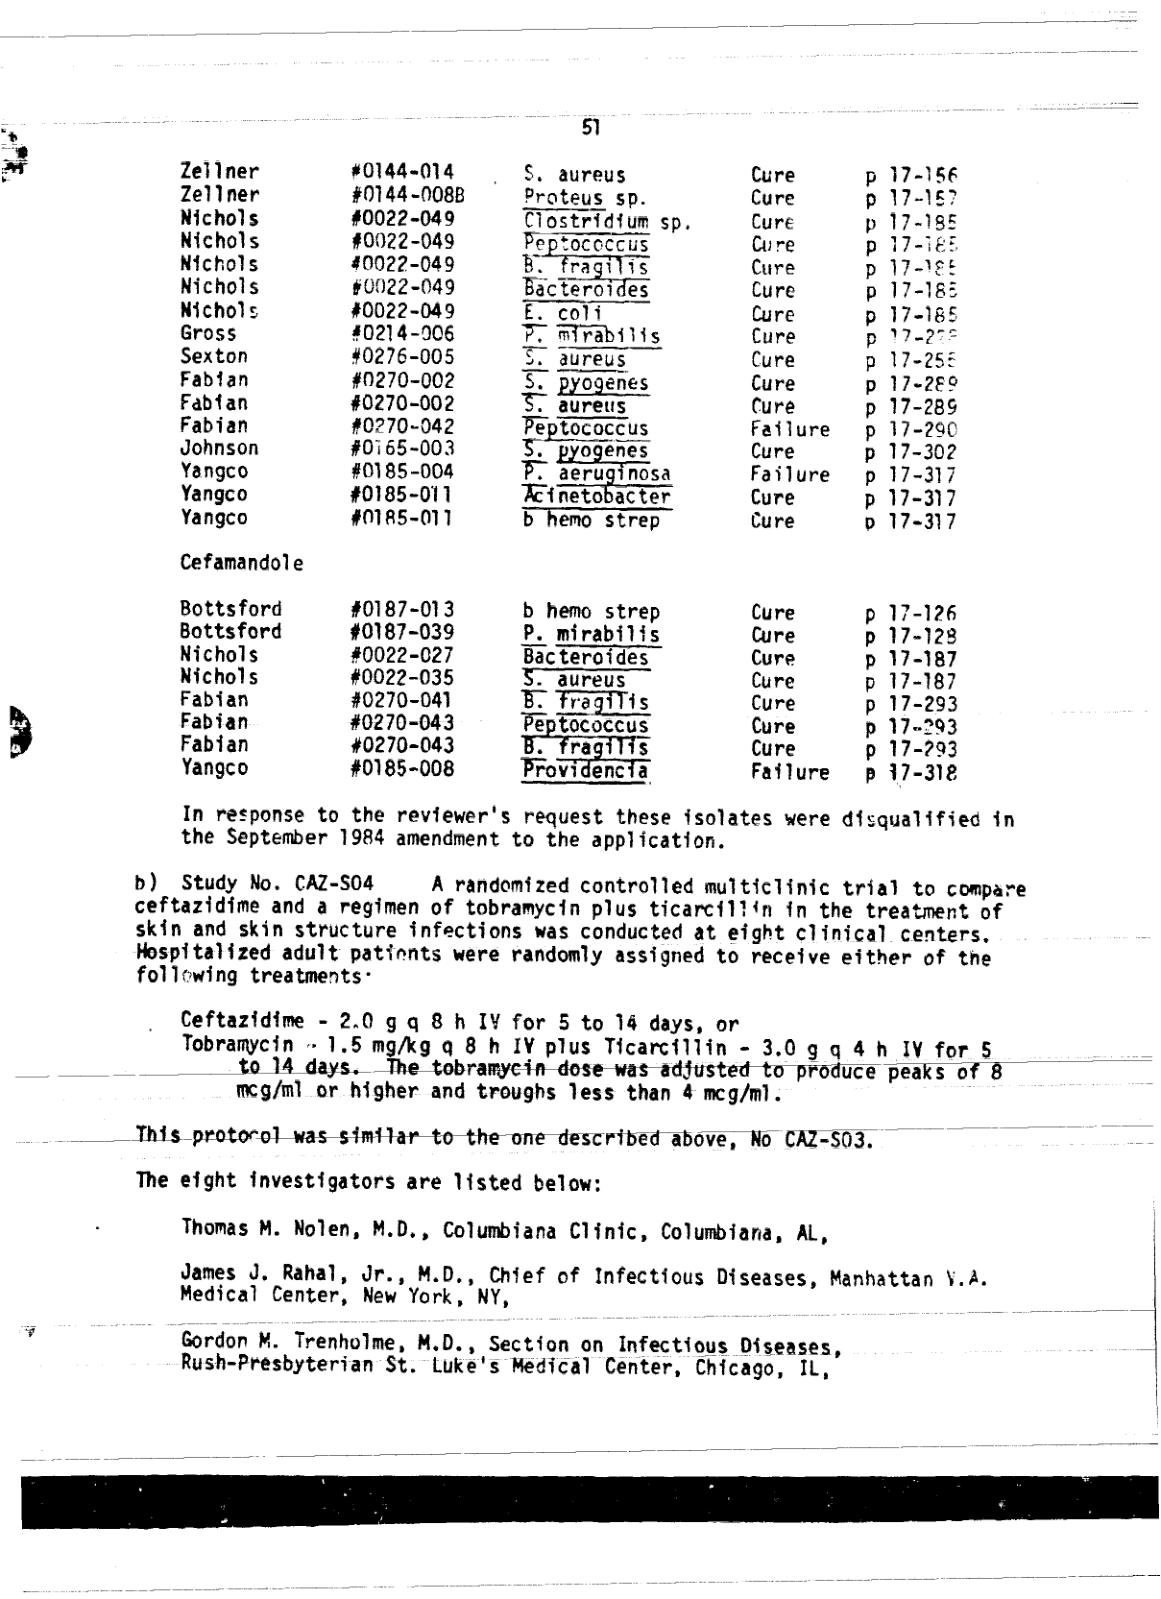 51
Zellner #0144-014 S. aureus Cure p 17-156
Zellner #0144-008B Proteus sp. Cure p 17-157
Nichols #0022-049 Clostridium sp. Cure p 17-185
Nichols #0022-049 Peptococcus Cure p 17-185
Nichols #0022-049 B. fragilis Cure p 17-185
Nichols #0022-049 Bacteroides Cure p 17-185
Nichols #0022-049 E. coli Cure p 17-185
Gross #0214-006 P. mirabilis Cure p
Sexton #0276-005 S. aureus Cure p 17-255
Fabian #0270-002 S. pyogenes Cure p 17-289
Fabian #0270-002 S. aureus Cure p 17-289
Fabian #0270-042 Peptococcus Failure p 17-290
Johnson #0165-003 S. pyogenes Cure p 17-302
Yangco #0185-004 P. aeruginosa Failure p 17-317
Yangco #0185-011 Acinetobacter Cure p 17-317
Yangco #0185-011 b hemo strep Cure p 17-317
Cefamandole
Bottsford #0187-013 b hemo strep Cure p 17-126
Bottsford #0187-039 P. mirabilis Cure p 17-128
Nichols #0022-027 Bacteroides Cure p 17-187
Nichols #0022-035 S. aureus Cure p 17-187
Fabian #0270-041 B. fragilis Cure p 17-293
Fabian #0270-043 Peptococcus Cure p 17-293
Fabian #0270-043 B. fragilis Cure p 17-293
Yangco #0185-008 Providencia Failure p 17-318
In response to the reviewer's request these isolates were disqualified in
the September 1984 amendment to the application.
b) Study No. CAZ-S04 A randomized controlled multiclinic trial to compare
ceftazidime and a regimen of tobramycin plus ticarcillin in the treatment of
skin and skin structure infections was conducted at eight clinical centers.
Hospitalized adult patients were randomly assigned to receive either of the
following treatments:
Ceftazidime - 2.0 g q 8 h IV for 5 to 14 days, or
Tobramycin - 1.5 mg/kg q 8 h IV plus Ticarcillin - 3.0 g q 4 h IV for 5
to 14 days. The tobramycin dose was adjusted to produce peaks of 8
mcg/ml or higher and troughs less than 4 mcg/ml.
This protocol was similar to the one described above, No CAZ-S03.
The eight investigators are listed below:
Thomas M. Nolen, M.D., Columbiana Clinic, Columbiana, AL,
James J. Rahal, Jr., M.D., Chief of Infectious Diseases, Manhattan V.A.
Medical Center, New York, NY,
Gordon M. Trenholme, M.D., Section on Infectious Diseases,
Rush-Presbyterian St. Luke's Medical Center, Chicago, IL,